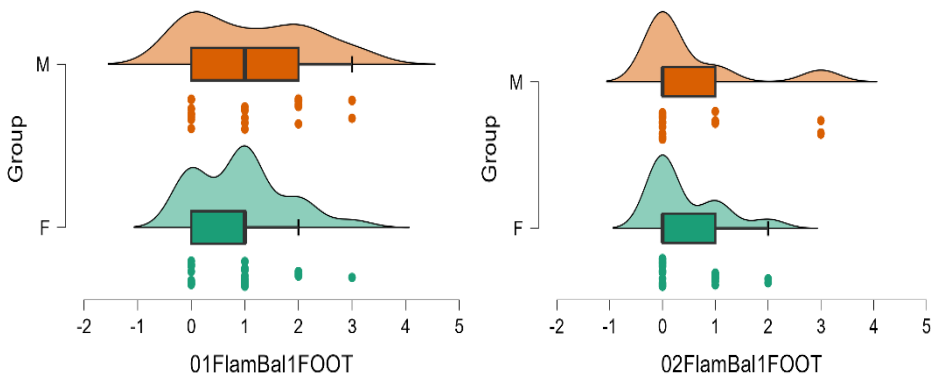 Group
M
F
-2 -1 0 1 2 3 4 5
01FlamBal1FOOT
Group
M
F
-2 -1 0 1 2 3 4 5
02FlamBal1FOOT